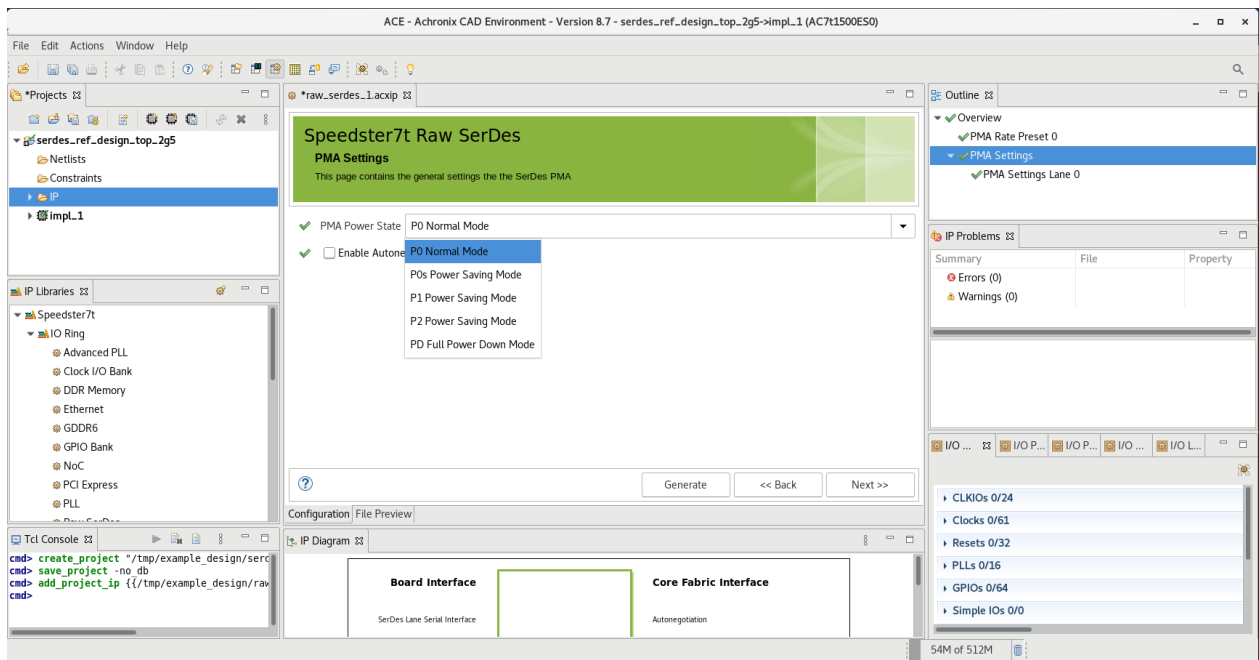 ACE - Achronix CAD Environment - Version 8.7 - serdes_ref_design_top_2g5->impl_1 (AC7t1500ES0)
File Edit Actions Window Help
*Projects
serdes_ref_design_top_2g5
Netlists
Constraints
IP
impl_1
IP Libraries
Speedster7t
IO Ring
Advanced PLL
Clock I/O Bank
DDR Memory
Ethernet
GDDR6
GPIO Bank
NoC
PCI Express
PLL
Raw SerDes
Tcl Console
cmd> create_project "/tmp/example_design/serd
cmd> save_project -no_db
cmd> add_project_ip {{/tmp/example_design/raw
cmd>
*raw_serdes_1.acxip
Speedster7t Raw SerDes
PMA Settings
This page contains the general settings the the SerDes PMA
PMA Power State P0 Normal Mode
Enable Autone
P0 Normal Mode
P0s Power Saving Mode
P1 Power Saving Mode
P2 Power Saving Mode
PD Full Power Down Mode
Generate << Back Next >>
Configuration File Preview
IP Diagram
Board Interface Core Fabric Interface
SerDes Lane Serial Interface Autonegotiation
Outline
Overview
PMA Rate Preset 0
PMA Settings
PMA Settings Lane 0
IP Problems
Summary File Property
Errors (0)
Warnings (0)
I/O ... I/O P... I/O P... I/O ... I/O L...
CLKIOs 0/24
Clocks 0/61
Resets 0/32
PLLs 0/16
GPIOs 0/64
Simple IOs 0/0
54M of 512M